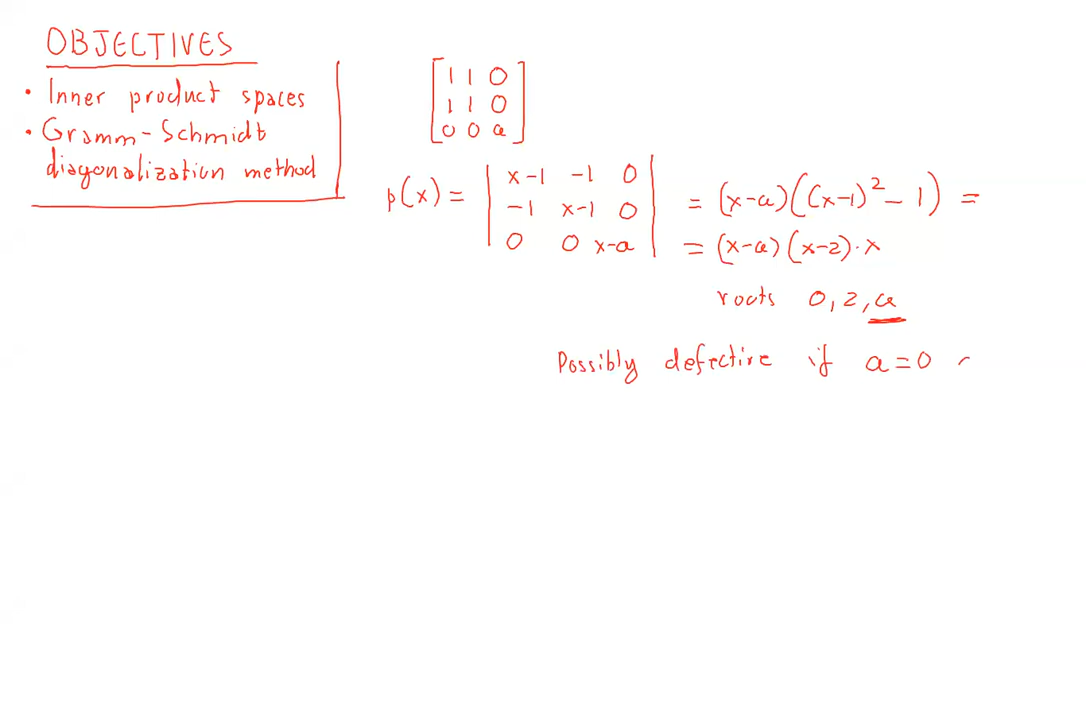 OBJECTIVES
• Inner product spaces
• Gramm-Schmidt
diagonalization method
[1 1 0
1 1 0
0 0 a]
p(x) = | x-1 -1 0
-1 x-1 0
0 0 x-a | = (x-a)((x-1)² - 1) =
= (x-a)(x-2)·x
roots 0, 2, a
Possibly defective if a=0